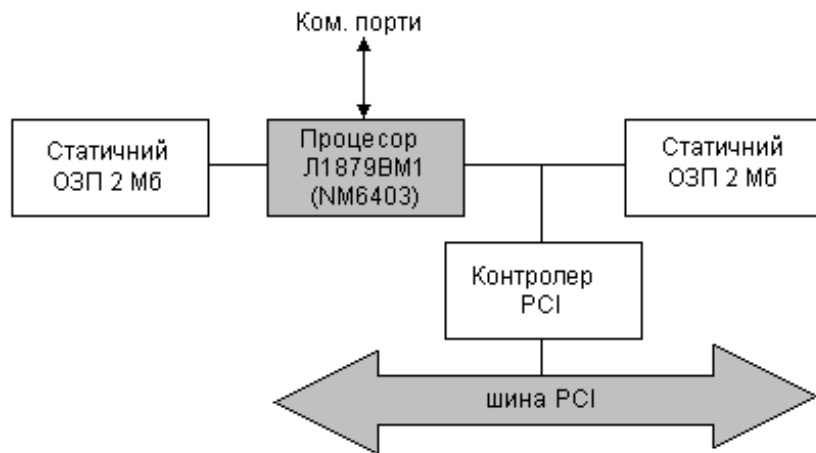 Ком. порти
Статичний
ОЗП 2 Мб
Процесор
Л1879ВМ1
(NM6403)
Статичний
ОЗП 2 Мб
Контролер
PCI
шина PCI